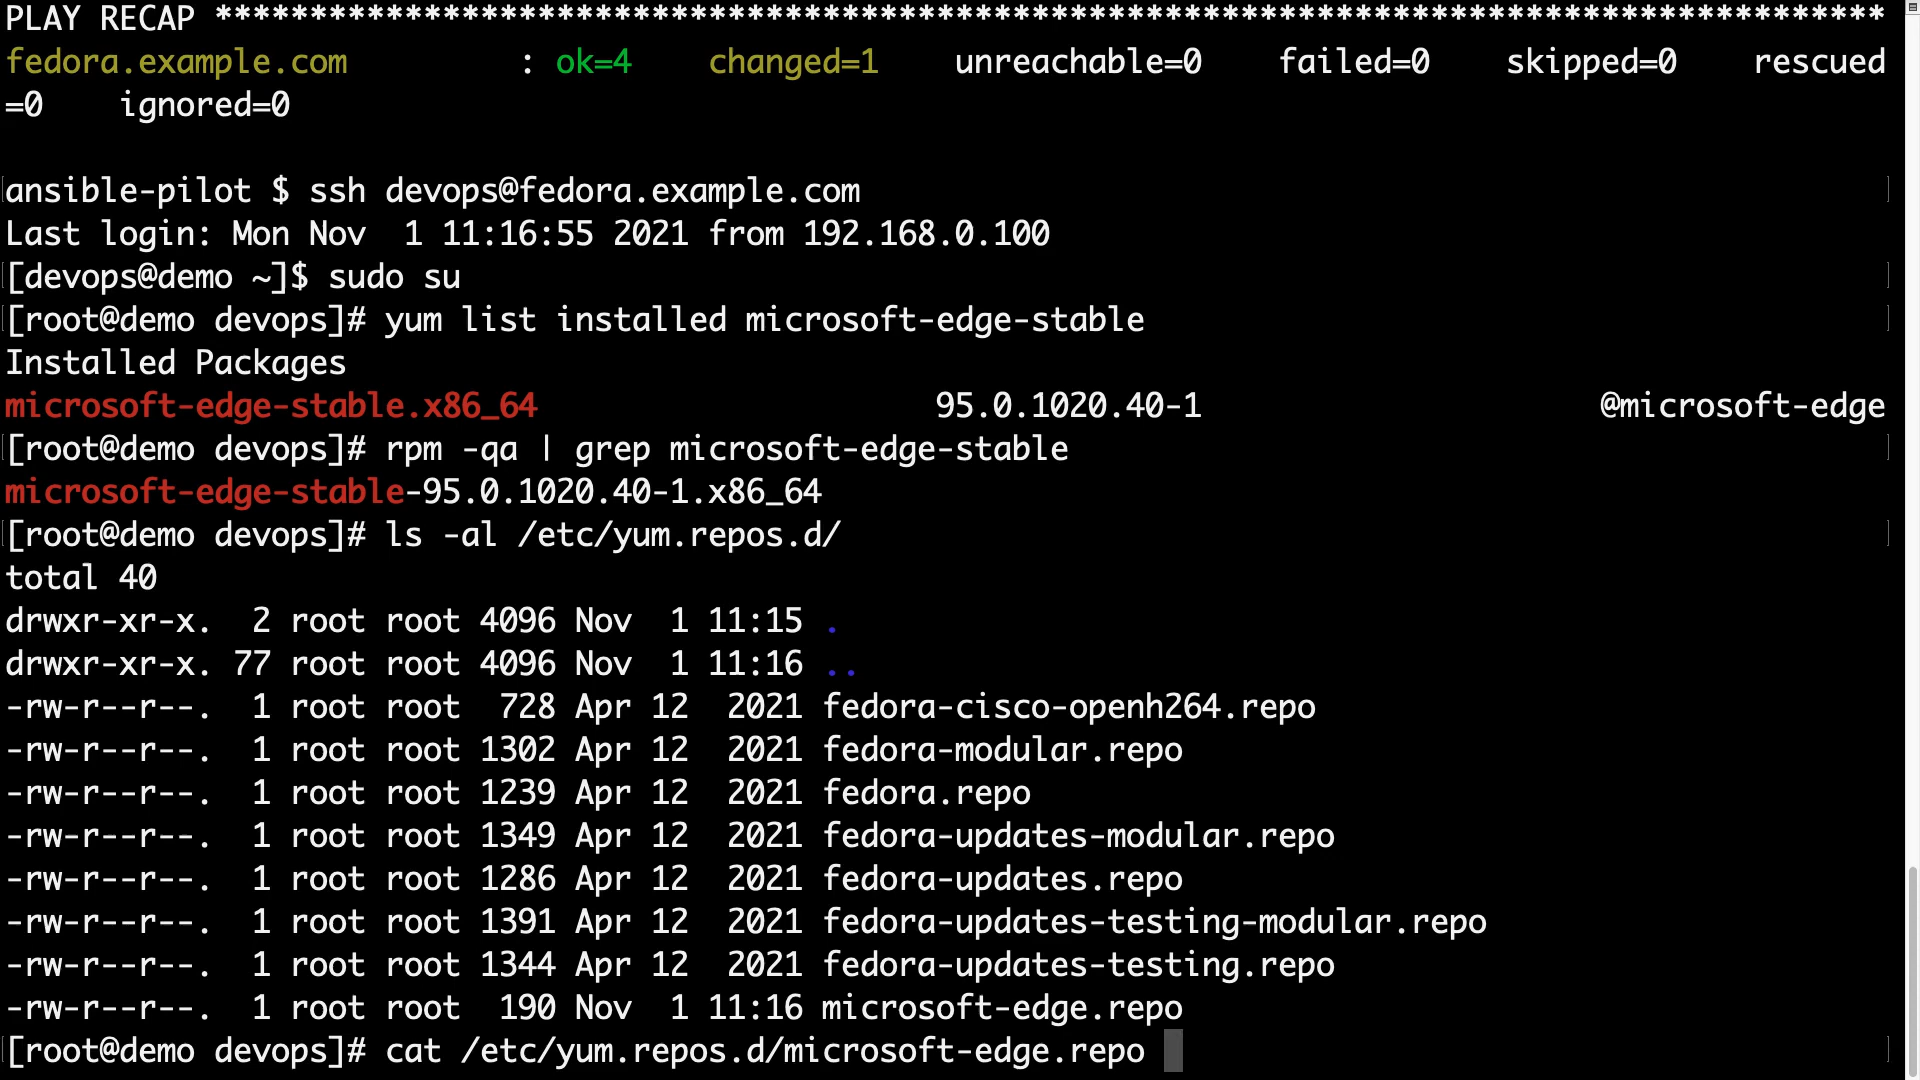 PLAY RECAP ****************************************************************************************
fedora.example.com         : ok=4    changed=1    unreachable=0    failed=0    skipped=0    rescued
=0    ignored=0
ansible-pilot $ ssh devops@fedora.example.com
Last login: Mon Nov  1 11:16:55 2021 from 192.168.0.100
[devops@demo ~]$ sudo su
[root@demo devops]# yum list installed microsoft-edge-stable
Installed Packages
microsoft-edge-stable.x86_64                     95.0.1020.40-1                     @microsoft-edge
[root@demo devops]# rpm -qa | grep microsoft-edge-stable
microsoft-edge-stable-95.0.1020.40-1.x86_64
[root@demo devops]# ls -al /etc/yum.repos.d/
total 40
drwxr-xr-x.  2 root root 4096 Nov  1 11:15 .
drwxr-xr-x. 77 root root 4096 Nov  1 11:16 ..
-rw-r--r--.  1 root root  728 Apr 12  2021 fedora-cisco-openh264.repo
-rw-r--r--.  1 root root 1302 Apr 12  2021 fedora-modular.repo
-rw-r--r--.  1 root root 1239 Apr 12  2021 fedora.repo
-rw-r--r--.  1 root root 1349 Apr 12  2021 fedora-updates-modular.repo
-rw-r--r--.  1 root root 1286 Apr 12  2021 fedora-updates.repo
-rw-r--r--.  1 root root 1391 Apr 12  2021 fedora-updates-testing-modular.repo
-rw-r--r--.  1 root root 1344 Apr 12  2021 fedora-updates-testing.repo
-rw-r--r--.  1 root root  190 Nov  1 11:16 microsoft-edge.repo
[root@demo devops]# cat /etc/yum.repos.d/microsoft-edge.repo